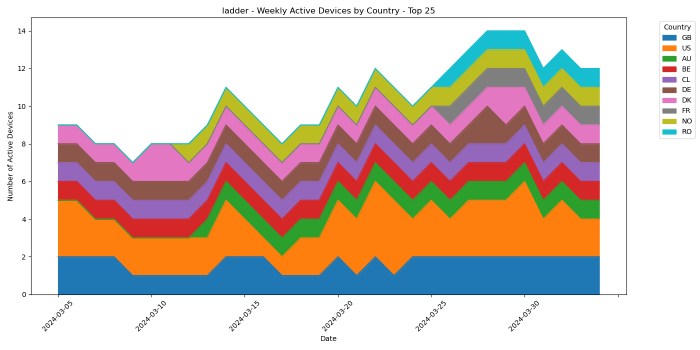 ladder - Weekly Active Devices by Country - Top 25
Number of Active Devices
14
12
10
8
6
4
2
0
2024-03-05
2024-03-10
2024-03-15
2024-03-20
2024-03-25
2024-03-30
Date
Country
GB
US
AU
BE
CL
DE
DK
FR
NO
RO